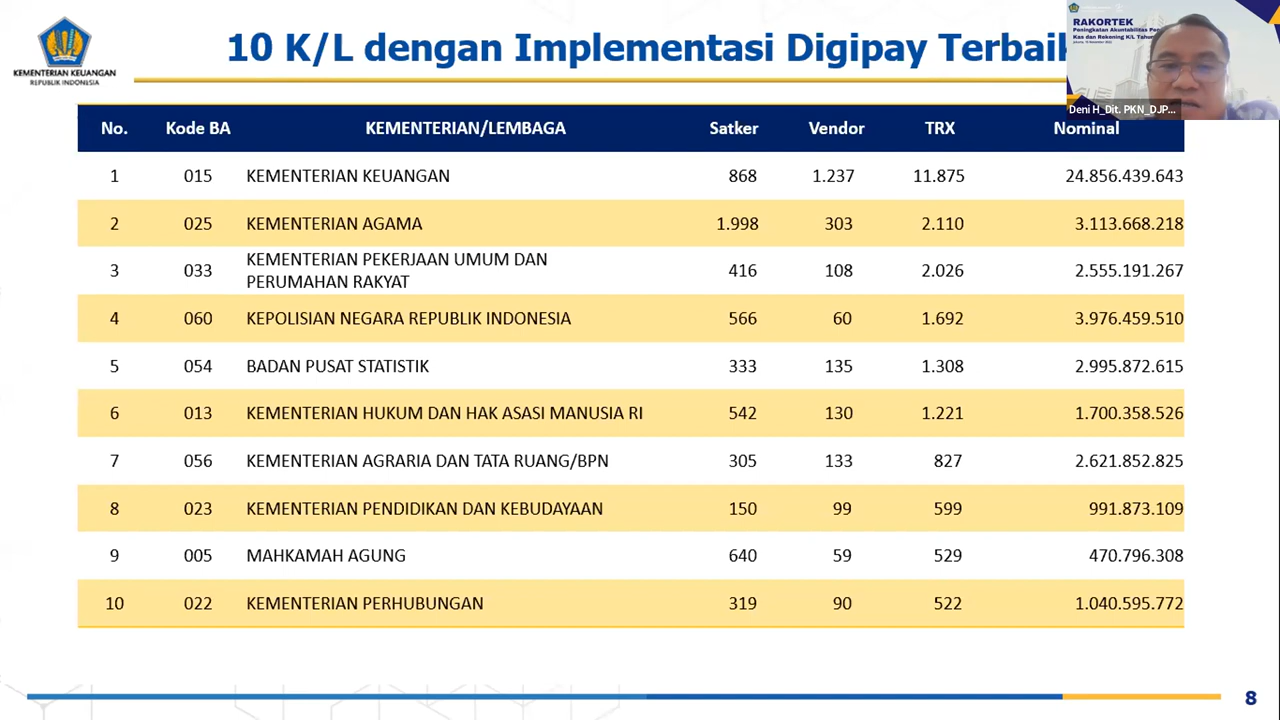 KEMENTERIAN KEUANGAN
REPUBLIK INDONESIA
10 K/L dengan Implementasi Digipay Terbaik
RAKORTEK
Peningkatan Akuntabilitas
Kas dan Rekening K/L Tahun
Deni H_Dit. PKN_DJP...
No. Kode BA KEMENTERIAN/LEMBAGA Satker Vendor TRX Nominal
1 015 KEMENTERIAN KEUANGAN 868 1.237 11.875 24.856.439.643
2 025 KEMENTERIAN AGAMA 1.998 303 2.110 3.113.668.218
3 033 KEMENTERIAN PEKERJAAN UMUM DAN
PERUMAHAN RAKYAT 416 108 2.026 2.555.191.267
4 060 KEPOLISIAN NEGARA REPUBLIK INDONESIA 566 60 1.692 3.976.459.510
5 054 BADAN PUSAT STATISTIK 333 135 1.308 2.995.872.615
6 013 KEMENTERIAN HUKUM DAN HAK ASASI MANUSIA RI 542 130 1.221 1.700.358.526
7 056 KEMENTERIAN AGRARIA DAN TATA RUANG/BPN 305 133 827 2.621.852.825
8 023 KEMENTERIAN PENDIDIKAN DAN KEBUDAYAAN 150 99 599 991.873.109
9 005 MAHKAMAH AGUNG 640 59 529 470.796.308
10 022 KEMENTERIAN PERHUBUNGAN 319 90 522 1.040.595.772
8